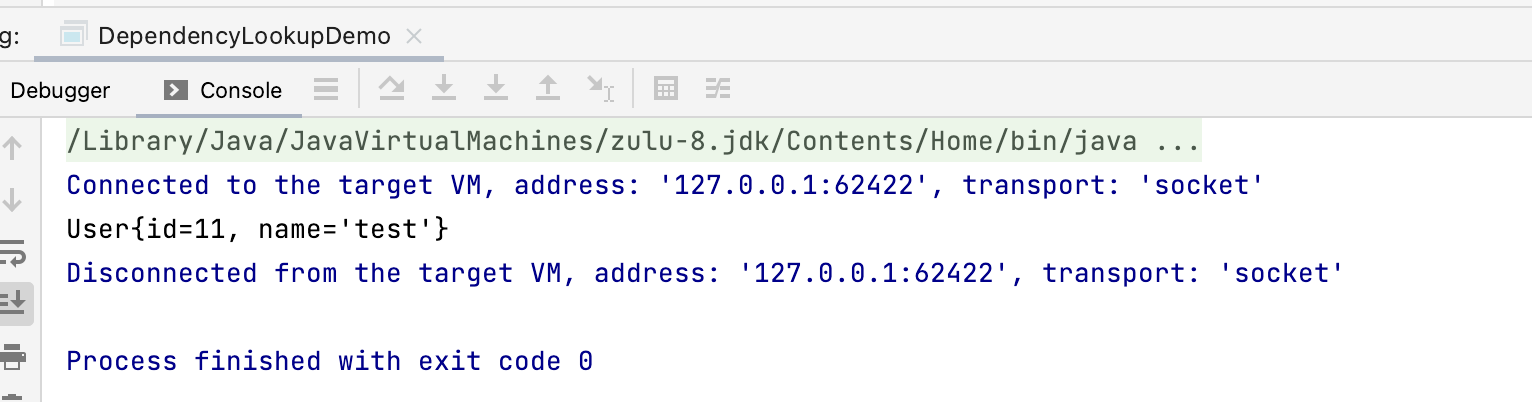 g: DependencyLookupDemo
Debugger Console
/Library/Java/JavaVirtualMachines/zulu-8.jdk/Contents/Home/bin/java ...
Connected to the target VM, address: '127.0.0.1:62422', transport: 'socket'
User{id=11, name='test'}
Disconnected from the target VM, address: '127.0.0.1:62422', transport: 'socket'
Process finished with exit code 0